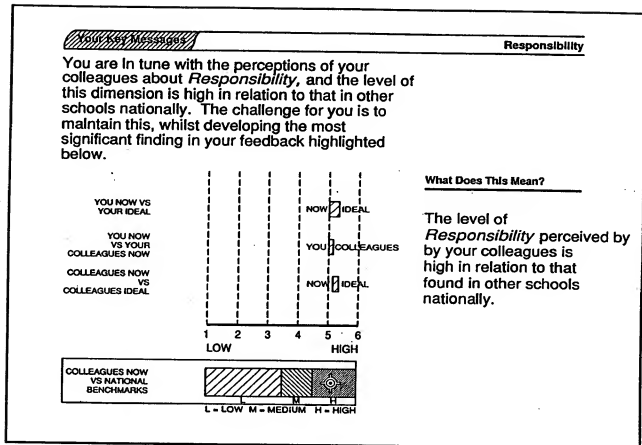 Your Key Messages
Responsibility
You are In tune with the perceptions of your
colleagues about Responsibility, and the level of
this dimension is high in relation to that in other
schools nationally. The challenge for you is to
maintain this, whilst developing the most
significant finding in your feedback highlighted
below.
What Does This Mean?
The level of
Responsibility perceived by
by your colleagues is
high in relation to that
found in other schools
nationally.
YOU NOW VS
YOUR IDEAL
NOW IDEAL
YOU NOW
VS YOUR
COLLEAGUES NOW
YOU COLLEAGUES
COLLEAGUES NOW
VS
COLLEAGUES IDEAL
NOW IDEAL
1 2 3 4 5 6
LOW HIGH
COLLEAGUES NOW
VS NATIONAL
BENCHMARKS
L M H
L = LOW M = MEDIUM H = HIGH